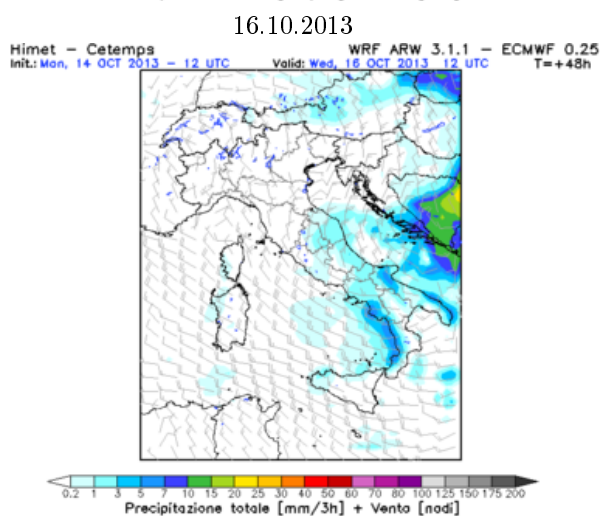 16.10.2013
Himet – Cetemps WRF ARW 3.1.1 – ECMWF 0.25
Init.: Mon, 14 OCT 2013 – 12 UTC Valid: Wed, 16 OCT 2013 12 UTC T=+48h
0.2 1 3 5 7 10 15 20 25 30 40 50 60 70 80 90 100 125 150 175 200
Precipitazione totale [mm/3h] + Vento [nodi]